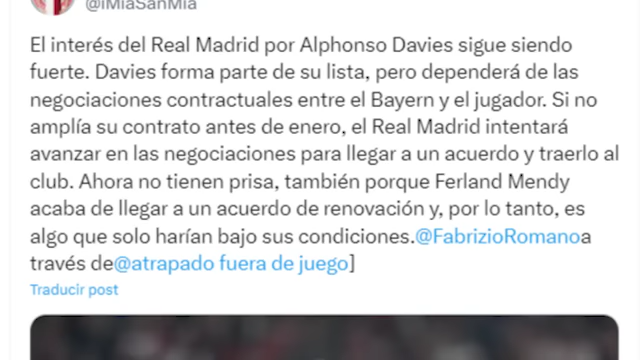 @iMiaSanMia
El interés del Real Madrid por Alphonso Davies sigue siendo
fuerte. Davies forma parte de su lista, pero dependerá de las
negociaciones contractuales entre el Bayern y el jugador. Si no
amplía su contrato antes de enero, el Real Madrid intentará
avanzar en las negociaciones para llegar a un acuerdo y traerlo al
club. Ahora no tienen prisa, también porque Ferland Mendy
acaba de llegar a un acuerdo de renovación y, por lo tanto, es
algo que solo harían bajo sus condiciones.@FabrizioRomanoa
través de@atrapado fuera de juego]
Traducir post